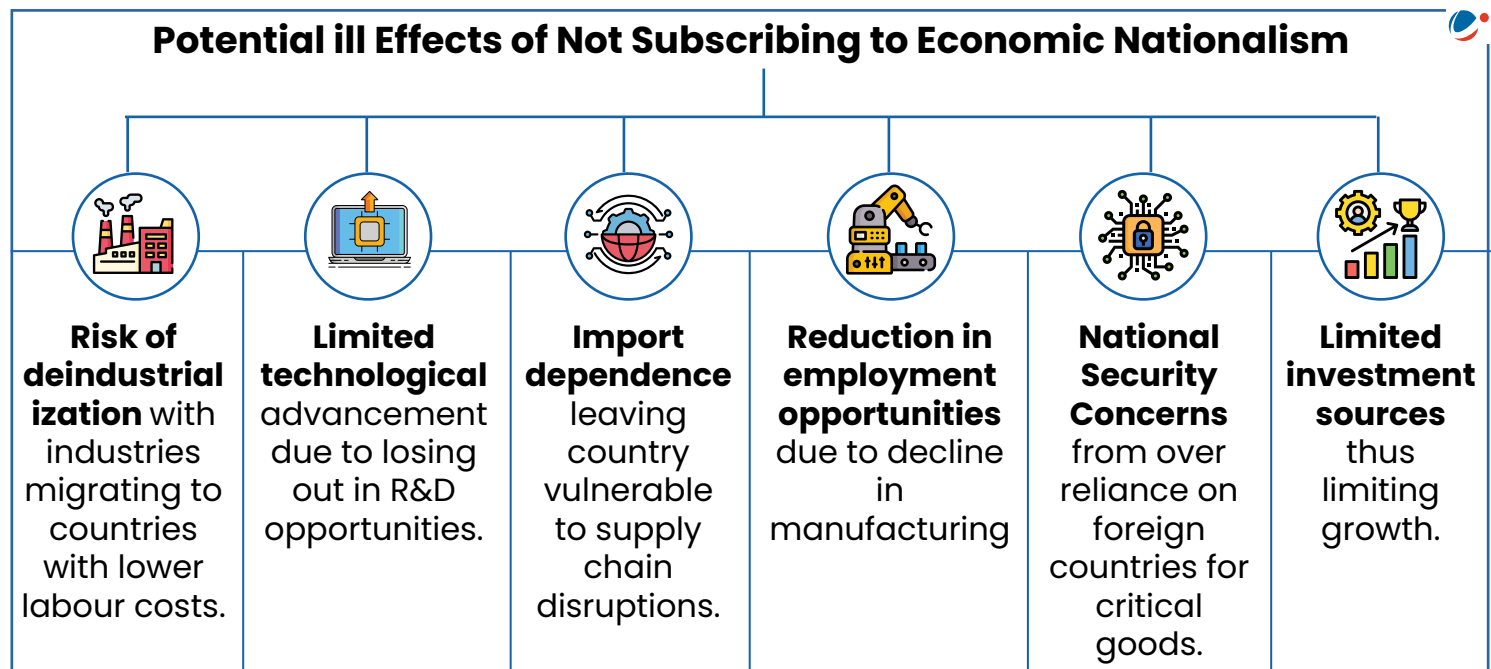 Potential ill Effects of Not Subscribing to Economic Nationalism
Risk of
deindustrial
ization with
industries
migrating to
countries
with lower
labour costs.
Limited
technological
advancement
due to losing
out in R&D
opportunities.
Import
dependence
leaving
country
vulnerable
to supply
chain
disruptions.
Reduction in
employment
opportunities
due to decline
in
manufacturing
National
Security
Concerns
from over
reliance on
foreign
countries for
critical
goods.
Limited
investment
sources
thus
limiting
growth.